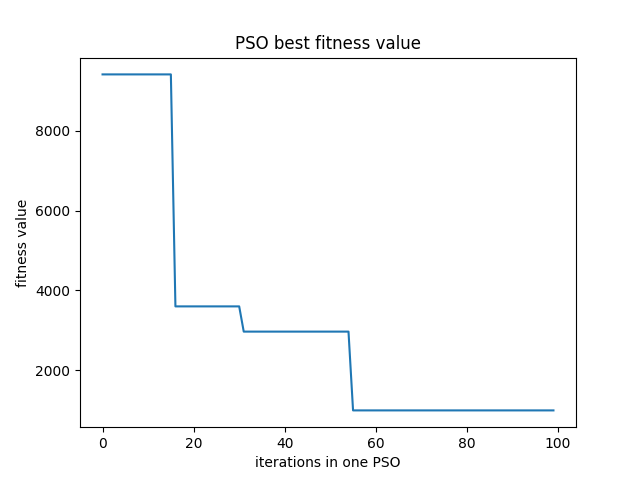 PSO best fitness value
fitness value
8000
6000
4000
2000
0 20 40 60 80 100
iterations in one PSO